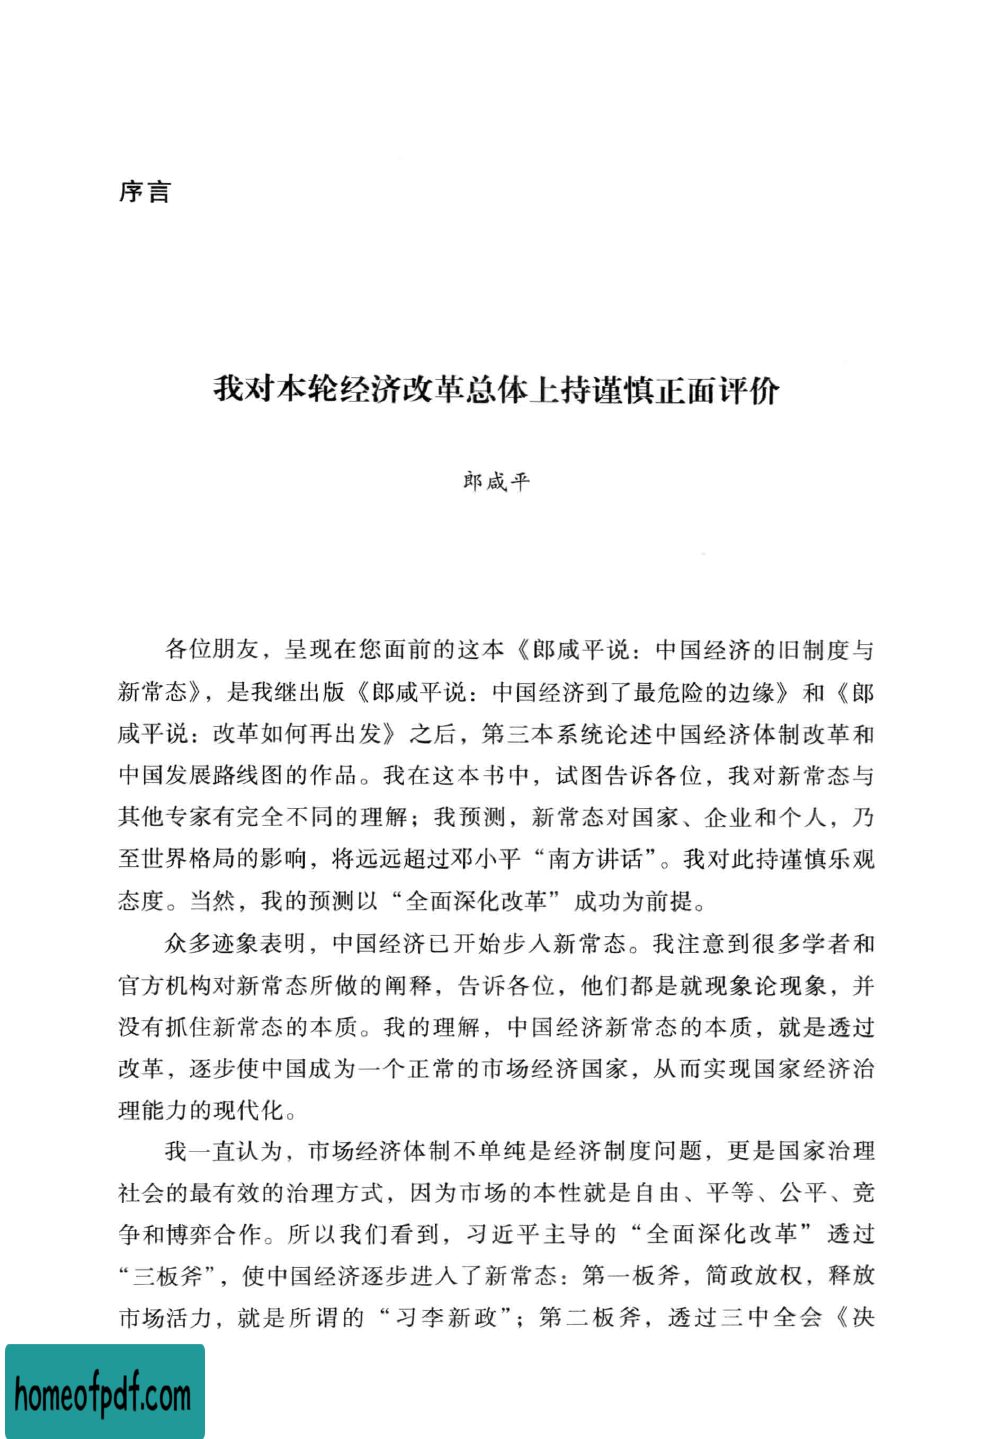 序言
我对本轮经济改革总体上持谨慎正面评价
郎咸平
各位朋友，呈现在您面前的这本《郎咸平说：中国经济的旧制度与
新常态》，是我继出版《郎咸平说：中国经济到了最危险的边缘》和《郎
咸平说：改革如何再出发》之后，第三本系统论述中国经济体制改革和
中国发展路线图的作品。我在这本书中，试图告诉各位，我对新常态与
其他专家有完全不同的理解；我预测，新常态对国家、企业和个人，乃
至世界格局的影响，将远远超过邓小平“南方讲话”。我对此持谨慎乐观
态度。当然，我的预测以“全面深化改革”成功为前提。
众多迹象表明，中国经济已开始步入新常态。我注意到很多学者和
官方机构对新常态所做的阐释，告诉各位，他们都是就现象论现象，并
没有抓住新常态的本质。我的理解，中国经济新常态的本质，就是透过
改革，逐步使中国成为一个正常的市场经济国家，从而实现国家经济治
理能力的现代化。
我一直认为，市场经济体制不单纯是经济制度问题，更是国家治理
社会的最有效的治理方式，因为市场的本性就是自由、平等、公平、竞
争和博弈合作。所以我们看到，习近平主导的“全面深化改革”透过
“三板斧”，使中国经济逐步进入了新常态：第一板斧，简政放权，释放
市场活力，就是所谓的“习李新政”；第二板斧，透过三中全会《决
homeofpdf.com